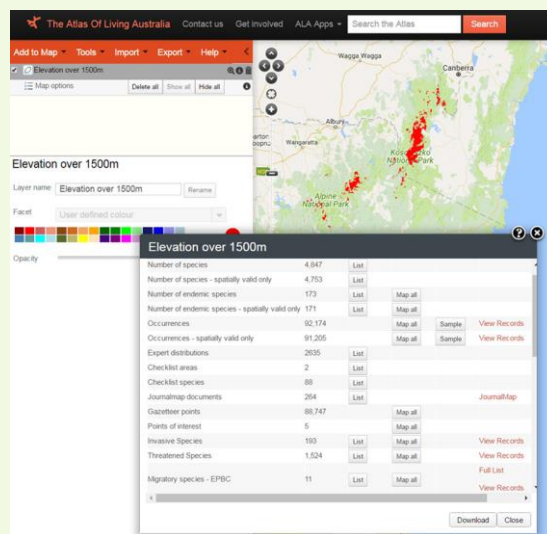 The Atlas Of Living Australia Contact us Get involved ALA Apps Search the Atlas Search
Add to Map Tools Import Export Help
Elevation over 1500m
Map options Delete all Show all Hide all
Wagga Wagga
Canberra
Albury
Wangaratta
National Park
Alpine
National Park
Elevation over 1500m
Layer name Elevation over 1500m Rename
Facet User defined colour
Opacity
Elevation over 1500m
Number of species 4,847 List
Number of species - spatially valid only 4,753 List
Number of endemic species 173 List Map all
Number of endemic species - spatially valid only 171 List Map all
Occurrences 92,174 Map all Sample View Records
Occurrences - spatially valid only 91,205 Map all Sample View Records
Expert distributions 2635 List
Checklist areas 2 List
Checklist species 88 List
Journalmap documents 264 List JournalMap
Gazetteer points 88,747 Map all
Points of interest 5 Map all
Invasive Species 193 List Map all View Records
Threatened Species 1,524 List Map all View Records
Full List
Migratory species - EPBC 11 List Map all
View Records
Download Close